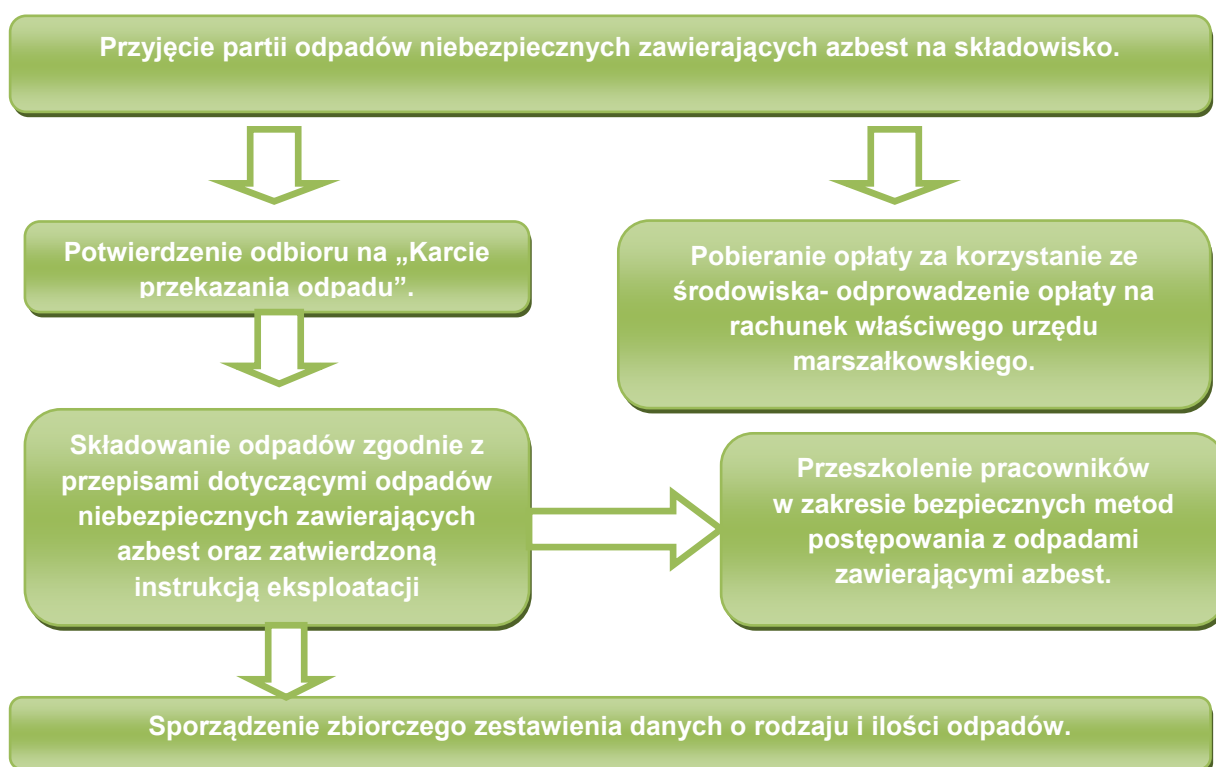 Przyjęcie partii odpadów niebezpiecznych zawierających azbest na składowisko.
Potwierdzenie odbioru na „Karcie
przekazania odpadu”.
Pobieranie opłaty za korzystanie ze
środowiska- odprowadzenie opłaty na
rachunek właściwego urzędu
marszałkowskiego.
Składowanie odpadów zgodnie z
przepisami dotyczącymi odpadów
niebezpiecznych zawierających
azbest oraz zatwierdzoną
instrukcją eksploatacji
Przeszkolenie pracowników
w zakresie bezpiecznych metod
postępowania z odpadami
zawierającymi azbest.
Sporządzenie zbiorczego zestawienia danych o rodzaju i ilości odpadów.